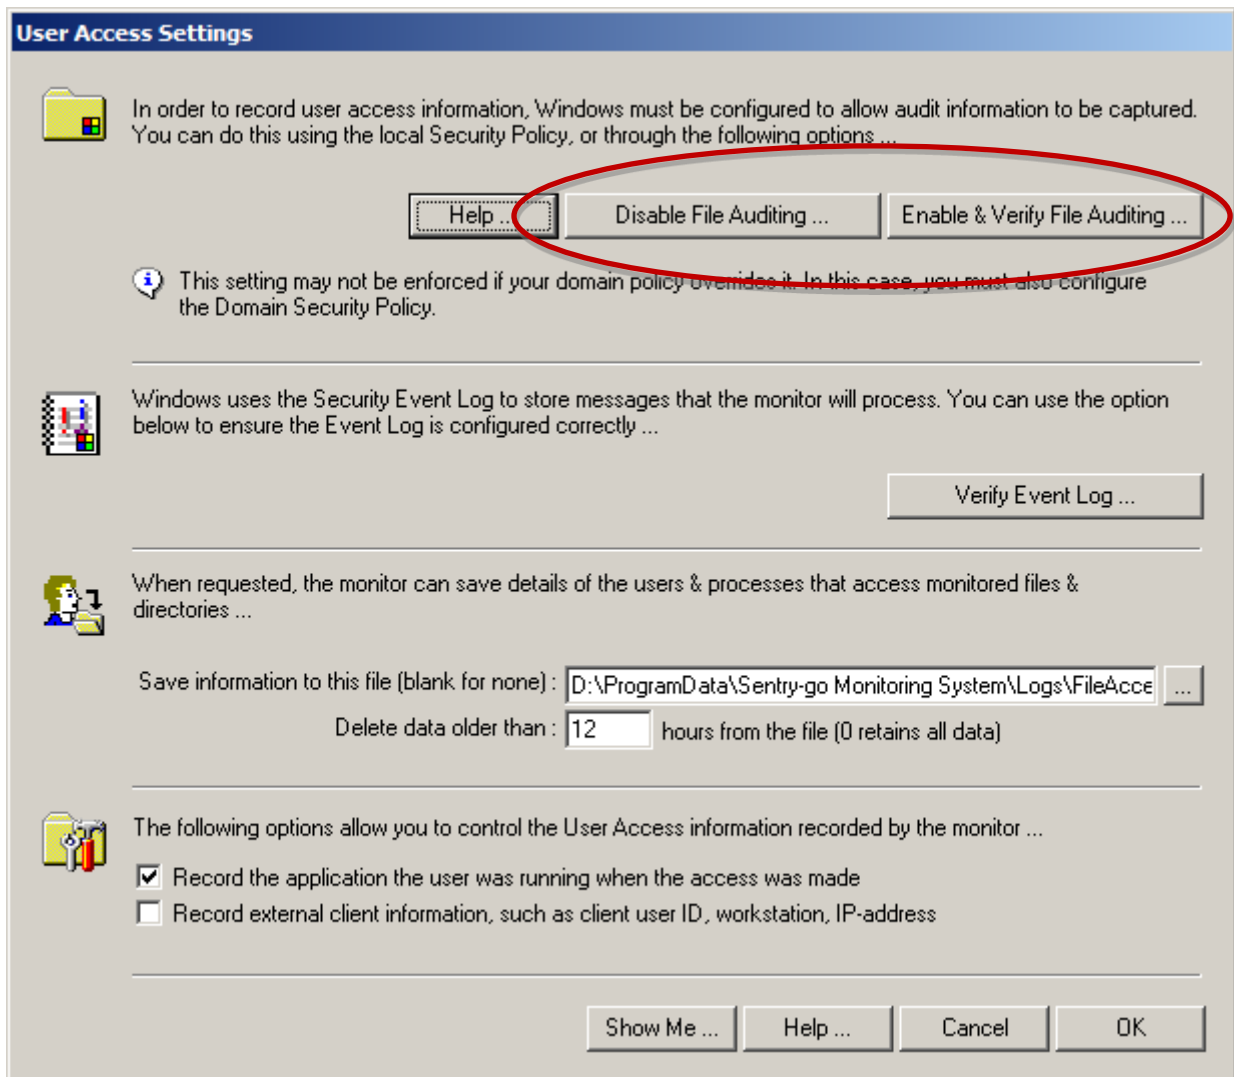 User Access Settings
In order to record user access information, Windows must be configured to allow audit information to be captured.
You can do this using the local Security Policy, or through the following options ...
Help ... Disable File Auditing ... Enable & Verify File Auditing ...
This setting may not be enforced if your domain policy overrides it. In this case, you must also configure
the Domain Security Policy.
Windows uses the Security Event Log to store messages that the monitor will process. You can use the option
below to ensure the Event Log is configured correctly ...
Verify Event Log ...
When requested, the monitor can save details of the users & processes that access monitored files &
directories ...
Save information to this file (blank for none) : D:\ProgramData\Sentry-go Monitoring System\Logs\FileAcce ...
Delete data older than : 12 hours from the file (0 retains all data)
The following options allow you to control the User Access information recorded by the monitor ...
Record the application the user was running when the access was made
Record external client information, such as client user ID, workstation, IP-address
Show Me ... Help ... Cancel OK